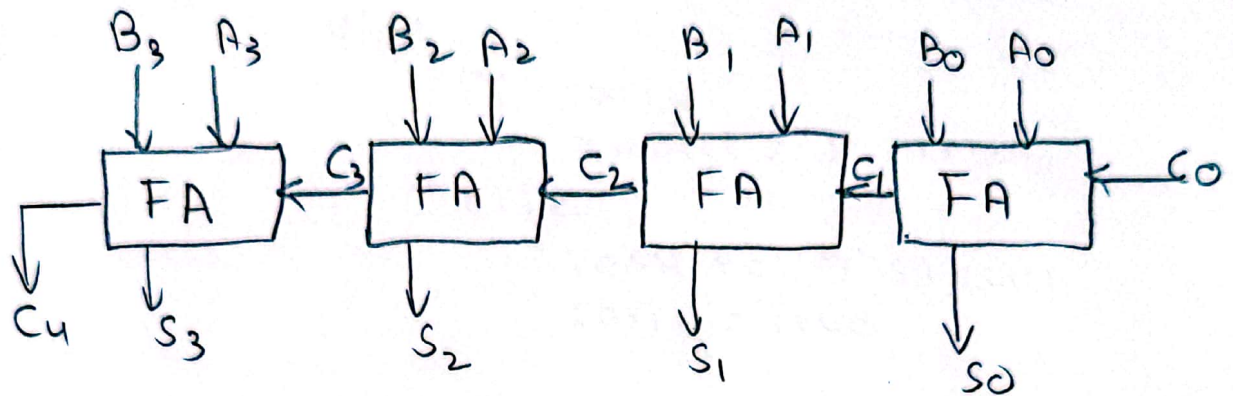 B3 A3 B2 A2 B1 A1 B0 A0
FA C3 FA C2 FA C1 FA C0
C4 S3 S2 S1 S0